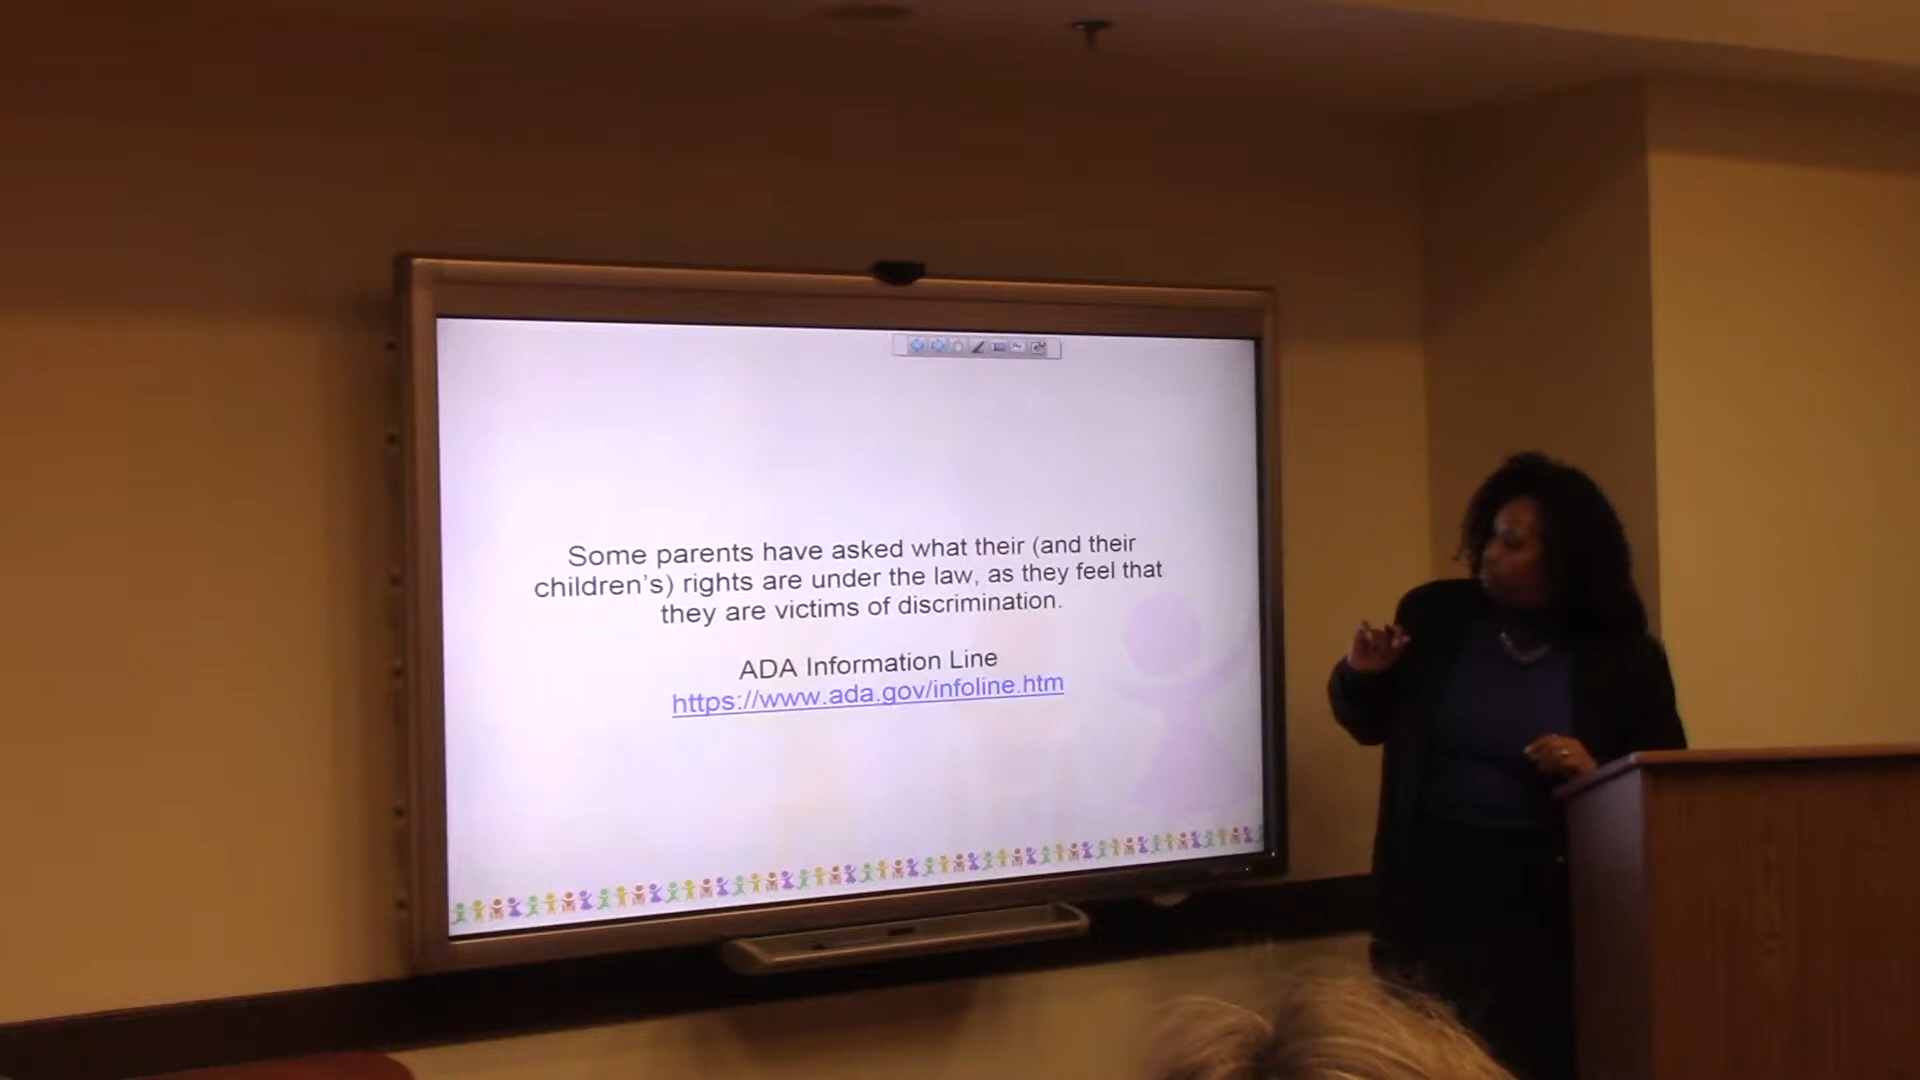 Some parents have asked what their (and their
children's) rights are under the law, as they feel that
they are victims of discrimination.
ADA Information Line
https://www.ada.gov/infoline.htm